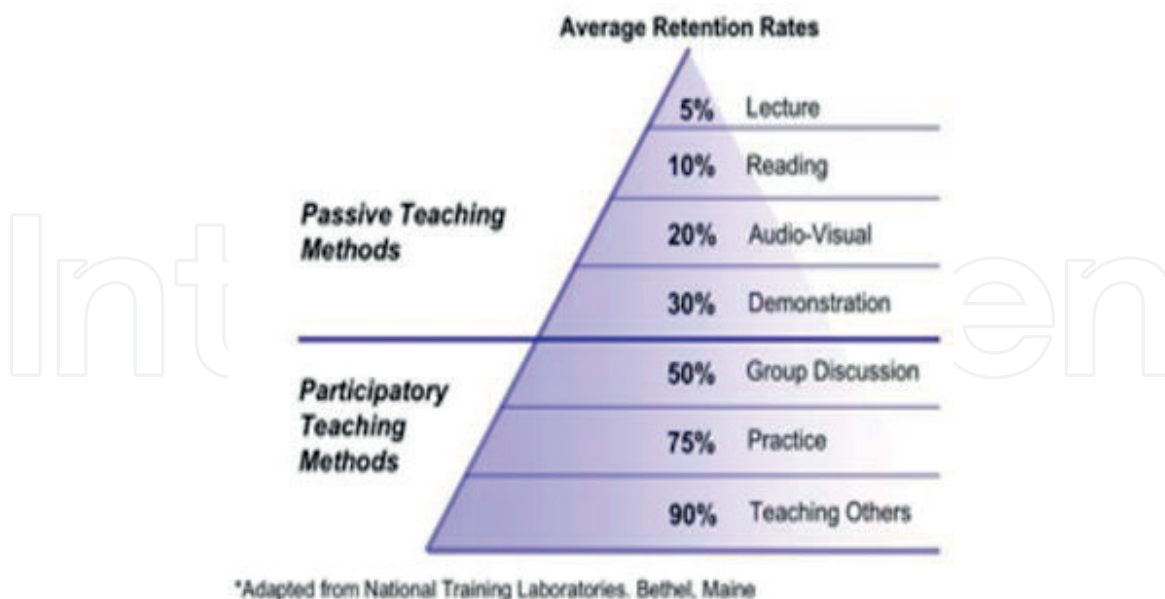 Average Retention Rates
5% Lecture
10% Reading
Passive Teaching
Methods
20% Audio-Visual
30% Demonstration
50% Group Discussion
Participatory
Teaching
Methods
75% Practice
90% Teaching Others
*Adapted from National Training Laboratories. Bethel, Maine